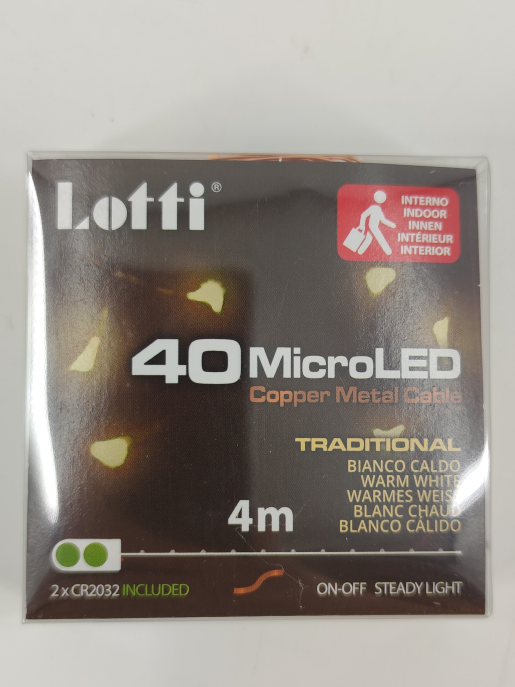 Lotti®
INTERNO
INDOOR
INNEN
INTÉRIEUR
INTERIOR
40 MicroLED
Copper Metal Cable
TRADITIONAL
BIANCO CALDO
WARM WHITE
WARMES WEISS
BLANC CHAUD
BLANCO CÁLIDO
4m
2 x CR2032 INCLUDED
ON-OFF STEADY LIGHT